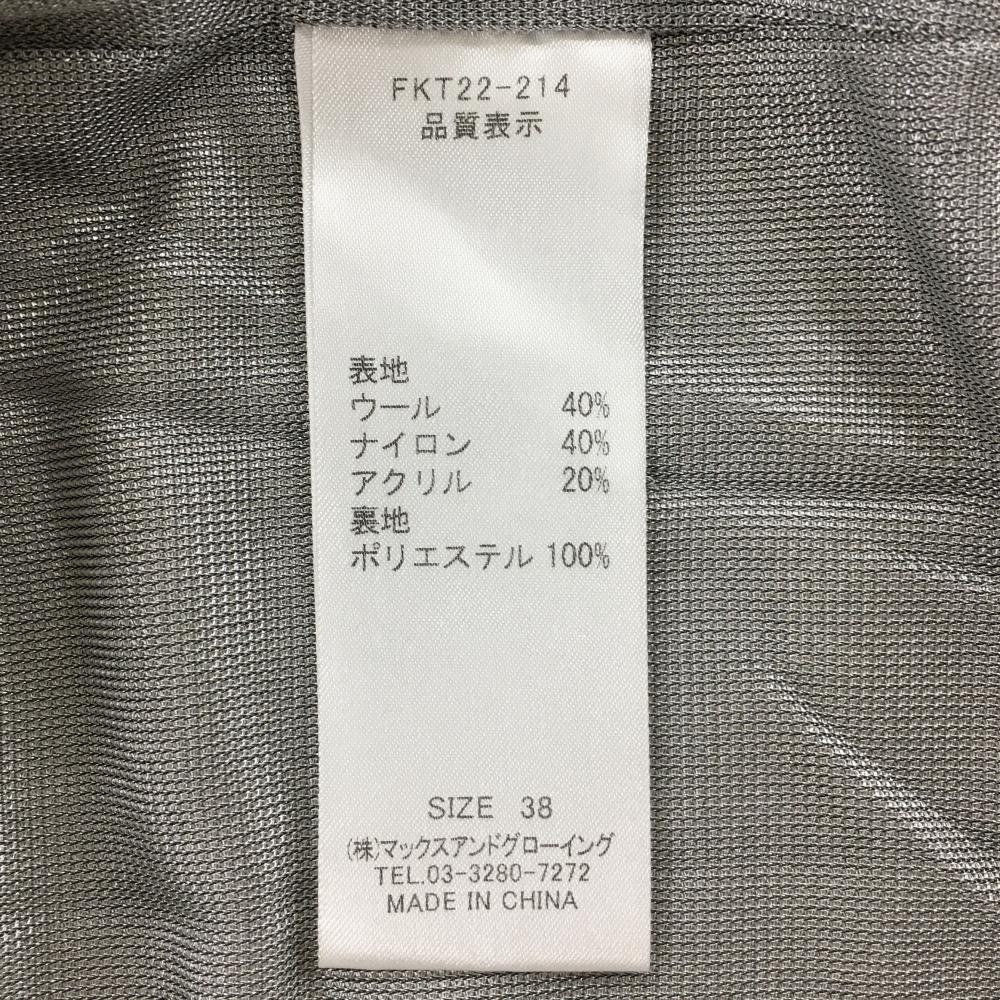 FKT22-214
品質表示
表地
ウール 40%
ナイロン 40%
アクリル 20%
裏地
ポリエステル 100%
SIZE 38
(株)マックスアンドグローイング
TEL.03-3280-7272
MADE IN CHINA